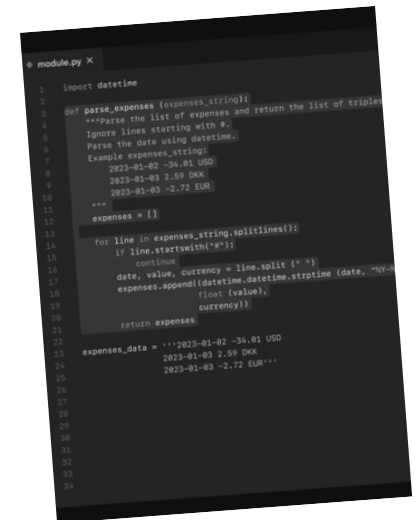 module.py ×
1 import datetime
2
3 def parse_expenses (expenses_string):
4 """Parse the list of expenses and return the list of triples
5 Ignore lines starting with #.
6 Parse the date using datetime.
7 Example expenses_string:
8 2023-01-02 -34.01 USD
9 2023-01-03 2.59 DKK
10 2023-01-03 -2.72 EUR
11 """
12 expenses = []
13
14 for line in expenses_string.splitlines():
15 if line.startswith("#"):
16 continue
17 date, value, currency = line.split (" ")
18 expenses.append((datetime.datetime.strptime (date, "%Y-%
19 float (value),
20 currency))
21 return expenses
22
23 expenses_data = '''2023-01-02 -34.01 USD
24 2023-01-03 2.59 DKK
25 2023-01-03 -2.72 EUR'''
26
27
28
29
30
31
32
33
34